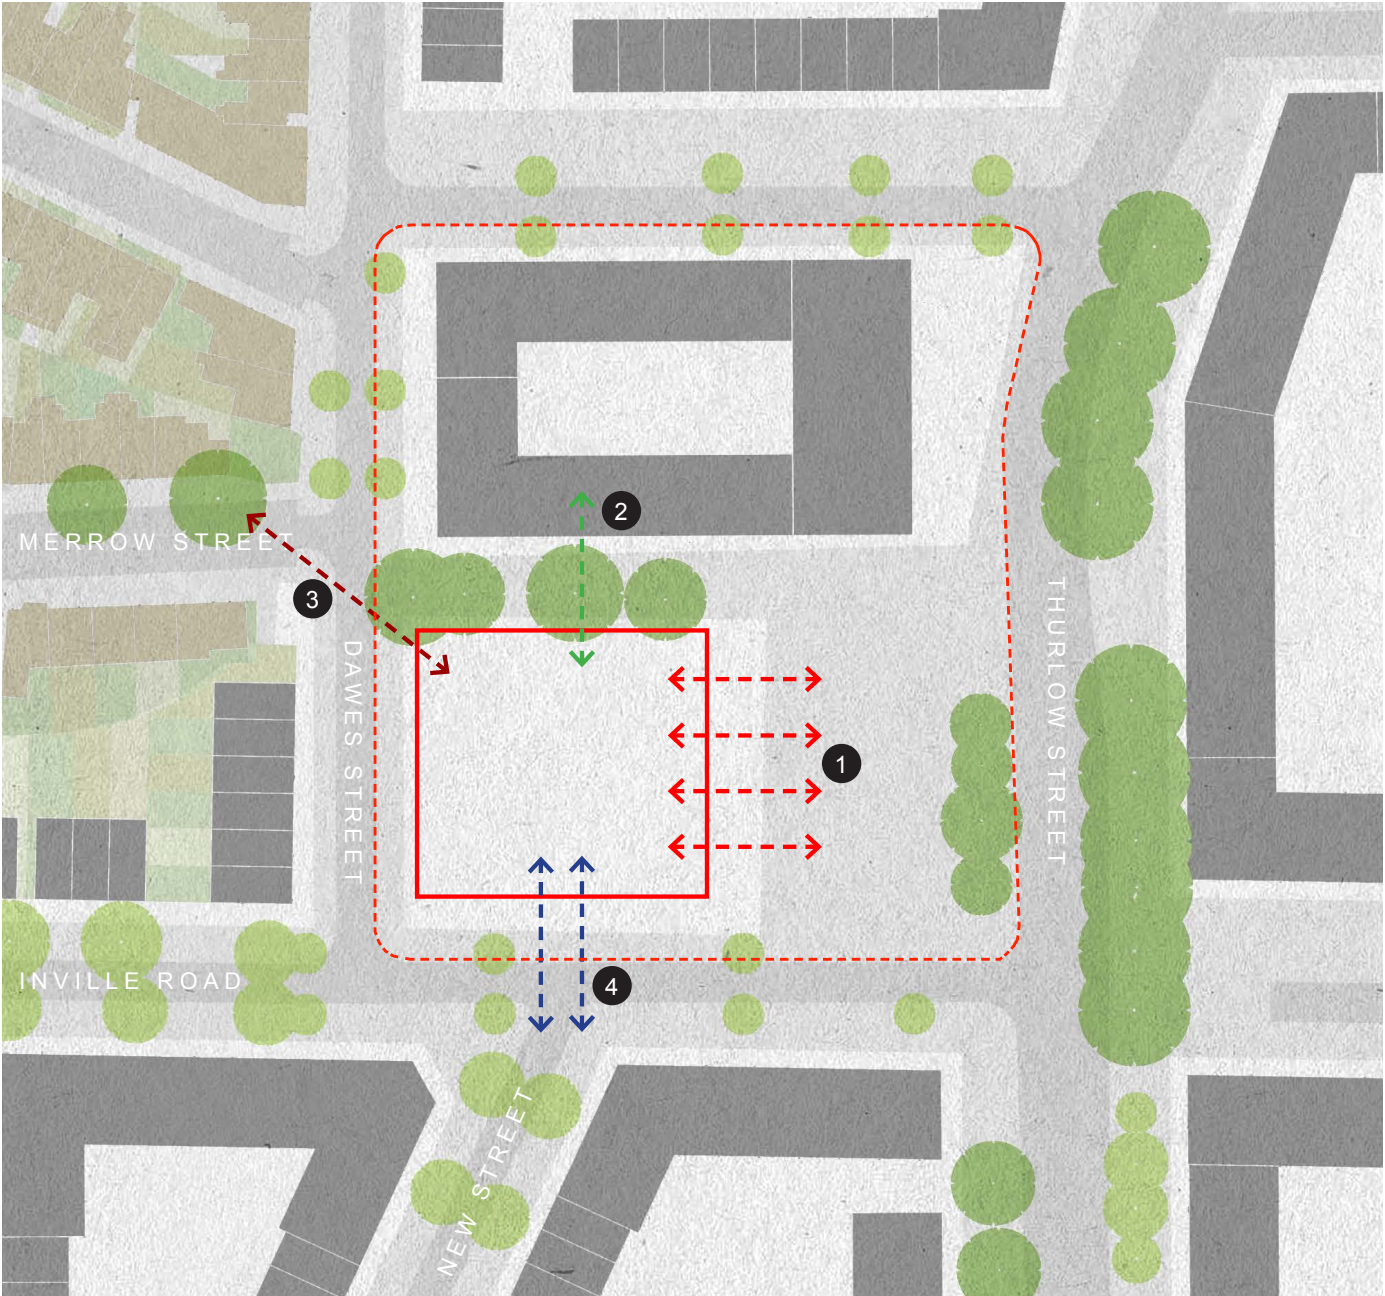 2
MERROW STREET
3
DAWES STREET
THURLOW STREET
1
INVILLE ROAD
4
NEW STREET